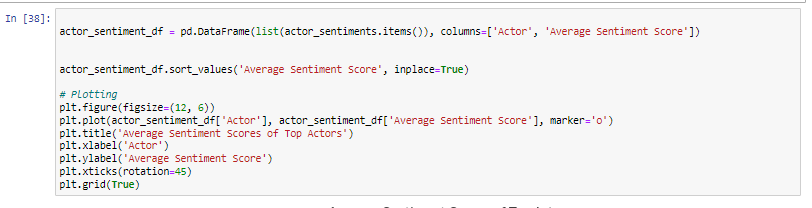 In [38]:
actor_sentiment_df = pd.DataFrame(list(actor_sentiments.items()), columns=['Actor', 'Average Sentiment Score'])
actor_sentiment_df.sort_values('Average Sentiment Score', inplace=True)
# Plotting
plt.figure(figsize=(12, 6))
plt.plot(actor_sentiment_df['Actor'], actor_sentiment_df['Average Sentiment Score'], marker='o')
plt.title('Average Sentiment Scores of Top Actors')
plt.xlabel('Actor')
plt.ylabel('Average Sentiment Score')
plt.xticks(rotation=45)
plt.grid(True)